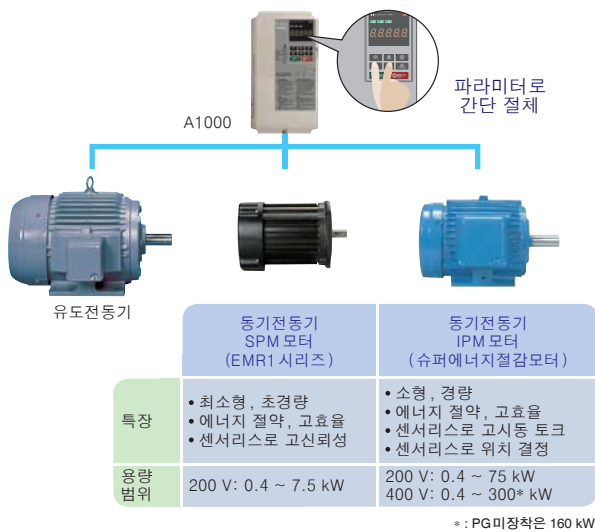 88888
파라미터로
간단 절체
A1000
유도전동기
동기전동기
SPM 모터
(EMR1 시리즈)
동기전동기
IPM 모터
(슈퍼에너지절감모터)
특장
• 최소형, 초경량
• 에너지 절약, 고효율
• 센서리스로 고신뢰성
• 소형, 경량
• 에너지 절약, 고효율
• 센서리스로 고시동 토크
• 센서리스로 위치 결정
용량
범위
200 V: 0.4 ~ 7.5 kW
200 V: 0.4 ~ 75 kW
400 V: 0.4 ~ 300* kW
* : PG미장착은 160 kW